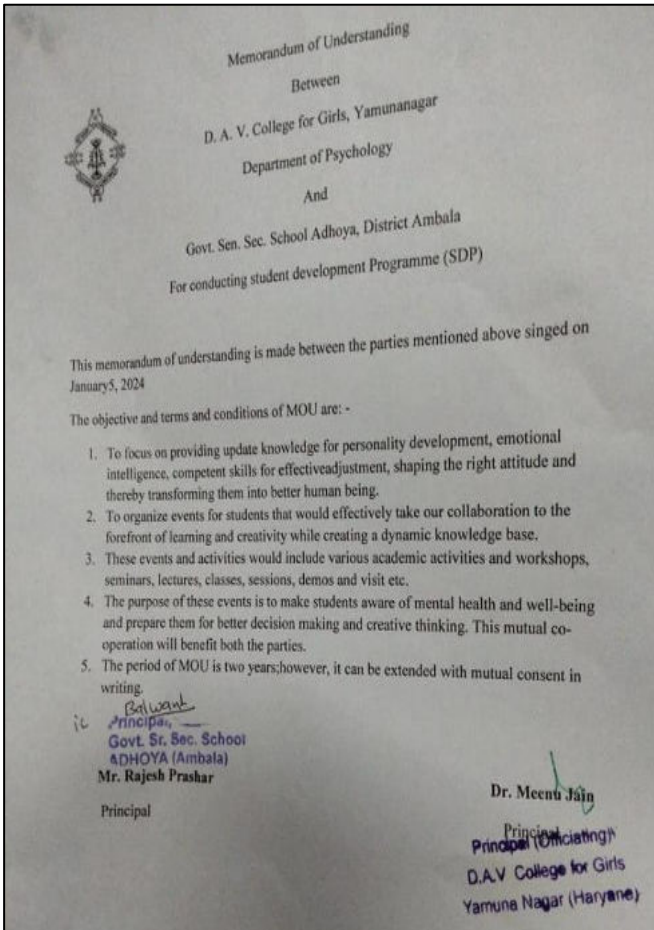 Memorandum of Understanding
Between
D. A. V. College for Girls, Yamunanagar
Department of Psychology
And
Govt. Sen. Sec. School Adhoya, District Ambala
For conducting student development Programme (SDP)
This memorandum of understanding is made between the parties mentioned above singed on
January5, 2024
The objective and terms and conditions of MOU are: -
1. To focus on providing update knowledge for personality development, emotional
intelligence, competent skills for effectiveadjustment, shaping the right attitude and
thereby transforming them into better human being.
2. To organize events for students that would effectively take our collaboration to the
forefront of learning and creativity while creating a dynamic knowledge base.
3. These events and activities would include various academic activities and workshops,
seminars, lectures, classes, sessions, demos and visit etc.
4. The purpose of these events is to make students aware of mental health and well-being
and prepare them for better decision making and creative thinking. This mutual co-
operation will benefit both the parties.
5. The period of MOU is two years;however, it can be extended with mutual consent in
writing.
Balwant
Principal,
Govt. Sr. Sec. School
ADHOYA (Ambala)
Mr. Rajesh Prashar
Principal
Dr. Meenu Jain
Principal
Principal (Officiating)
D.A.V College for Girls
Yamuna Nagar (Haryana)